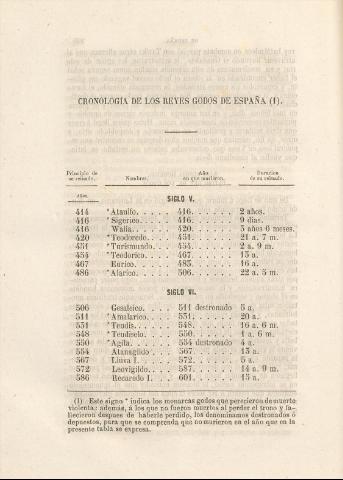 CRONOLOGÍA DE LOS REYES GODOS DE ESPAÑA (1).
Principio de su reinado. Nombres. Año en que murieron. Duracion de su reinado.
Años.
SIGLO V.
414 *Ataulfo. . . . . 416. . . . . . 2 años.
416 *Sigerico. . . . . 416. . . . . . 9 dias.
416 Walia. . . . . . 420. . . . . . 3 años 6 meses.
420 *Teodoredo. . . . 451. . . . . . 21 a. 7 m.
451 *Turismundo. . . . 454. . . . . . 2 a. 9 m.
454 *Teodorico. . . . . 467. . . . . . 13 a.
467 Eurico. . . . . . 483. . . . . . 16 a.
486 *Alarico. . . . . . 506. . . . . . 22 a. 5 m.
SIGLO VI.
506 Gesaleico. . . . . 511 destronado 5 a.
511 *Amalarico. . . . . 531. . . . . . 20 a.
531 *Teudis. . . . . . 548. . . . . . 16 a. 6 m.
548 *Teudiselo. . . . . 550. . . . . . 1 a. 6 m.
550 *Agila. . . . . . 554 destronado 4 a.
554 Atanagildo . . . . 567. . . . . . 13 a.
567 Liuva I. . . . . . 572. . . . . . 5 a.
572 Leovigildo. . . . . 587. . . . . . 14 a. 9 m.
586 Recaredo I. . . . . 601. . . . . . 15 a.
(1) Este signo * indica los monarcas godos que perecieron de muerte
violenta: además, á los que no fueron muertos al perder el trono y fa-
llecieron despues de haberle perdido, los denominamos destronados ó
depuestos, para que se comprenda que no murieron en el año que en la
presente tabla se expresa.